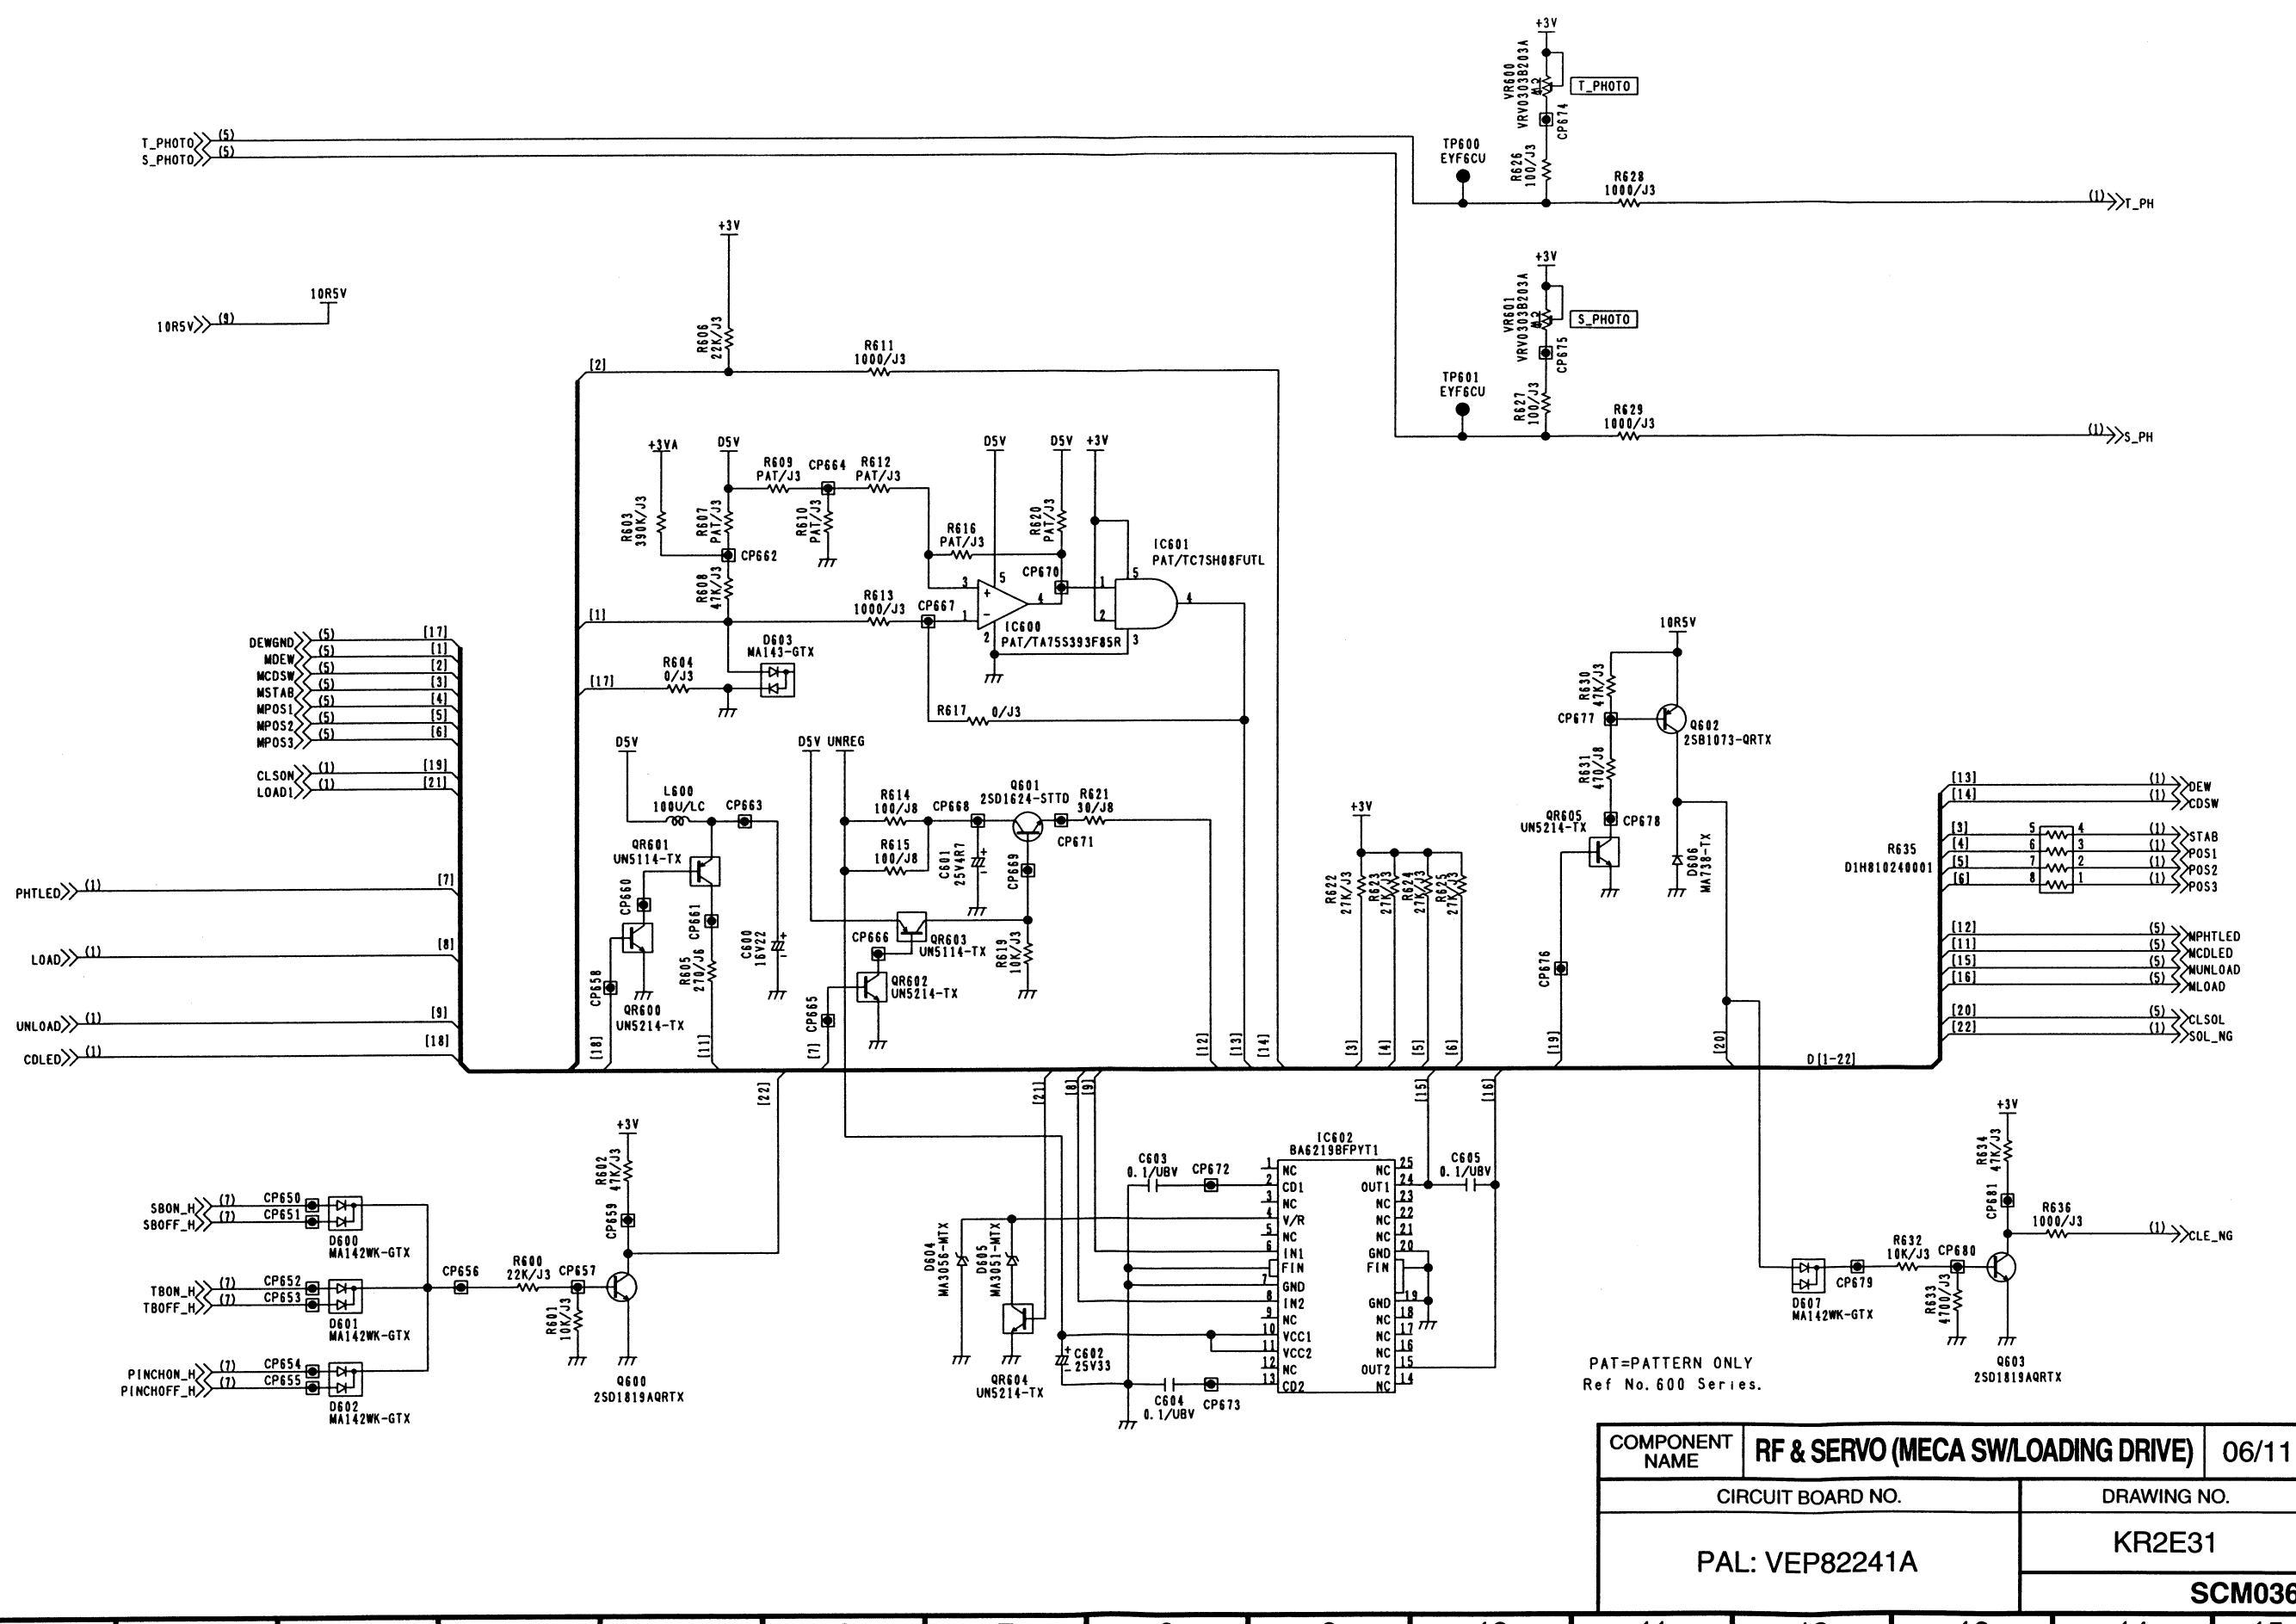 +3V
VR600
VRV0303B203A
T_PHOTO
CP674
T_PHOTO (5)
S_PHOTO (5)
TP600
EYF6CU
R626
100/J3
R628
1000/J3
(1) T_PH
+3V
+3V
VR601
VRV0303B203A
S_PHOTO
CP675
10R5V
10R5V (9)
R606
22K/J3
R611
1000/J3
[2]
TP601
EYF6CU
R627
100/J3
R629
1000/J3
(1) S_PH
+3VA
D5V
D5V
D5V
+3V
R609
PAT/J3
CP664
R612
PAT/J3
R603
390K/J3
R607
PAT/J3
R610
PAT/J3
R616
PAT/J3
R620
PAT/J3
CP662
IC601
PAT/TC7SH08FUTL
CP670
R608
47K/J3
3
+
5
4
1
5
2
4
3
[1]
R613
1000/J3
CP667
1
-
2
IC600
PAT/TA75S393F85R
D603
MA143-GTX
R604
0/J3
[17]
R617 0/J3
DEWGND (5) [17]
MDEW (5) [1]
MCDSW (5) [2]
MSTAB (5) [3]
MPOS1 (5) [4]
MPOS2 (5) [5]
MPOS3 (5) [6]
CLSON (1) [19]
LOAD1 (1) [21]
PHTLED (1) [7]
LOAD (1) [8]
UNLOAD (1) [9]
CDLED (1) [18]
D5V
L600
100U/LC
CP663
QR601
UN5114-TX
CP660
CP661
CP658
QR600
UN5214-TX
R605
270/J6
C600
16V22
[18]
[11]
D5V UNREG
R614
100/J8
CP668
Q601
2SD1624-STTD
R621
30/J8
R615
100/J8
C601
25V4R7
CP669
CP671
CP666
QR603
UN5114-TX
QR602
UN5214-TX
R619
10K/J3
CP665
[7]
[12]
[13]
[14]
+3V
R622
27K/J3
R623
27K/J3
R624
27K/J3
R625
27K/J3
[3]
[4]
[5]
[6]
10R5V
R630
47K/J3
CP677
Q602
2SB1073-QRTX
R631
470/J8
QR605
UN5214-TX
CP678
D606
MA738-TX
CP676
[19]
[20]
D[1-22]
[13] (1) DEW
[14] (1) CDSW
R635
D1H810240001
[3] 5 4 (1) STAB
[4] 6 3 (1) POS1
[5] 7 2 (1) POS2
[6] 8 1 (1) POS3
[12] (5) MPHTLED
[11] (5) MCDLED
[15] (5) MUNLOAD
[16] (5) MLOAD
[20] (5) CLSOL
[22] (1) SOL_NG
[22]
[21]
[8]
[9]
[15]
[16]
SBON_H (7) CP650
SBOFF_H (7) CP651
D600
MA142WK-GTX
TBON_H (7) CP652
TBOFF_H (7) CP653
D601
MA142WK-GTX
PINCHON_H (7) CP654
PINCHOFF_H (7) CP655
D602
MA142WK-GTX
CP656
R600
22K/J3
CP657
R601
10K/J3
+3V
R602
47K/J3
CP659
Q600
2SD1819AQRTX
D604
MA3056-MTX
D605
MA3051-MTX
QR604
UN5214-TX
C603
0.1/UBV
CP672
C602
25V33
C604
0.1/UBV
CP673
IC602
BA6219BFPYT1
1 NC NC 25
2 CD1 OUT1 24
3 NC NC 23
4 V/R NC 22
5 NC NC 21
6 IN1 GND 20
FIN FIN
7 GND
8 IN2 GND 19
9 NC NC 18
10 VCC1 NC 17
11 VCC2 NC 16
12 NC OUT2 15
13 CD2 NC 14
C605
0.1/UBV
+3V
R634
47K/J3
CP681
R636
1000/J3
(1) CLE_NG
D607
MA142WK-GTX
CP679
R632
10K/J3
CP680
R633
4700/J3
Q603
2SD1819AQRTX
PAT=PATTERN ONLY
Ref No. 600 Series.
COMPONENT
NAME
RF & SERVO (MECA SW/LOADING DRIVE)
06/11
CIRCUIT BOARD NO.
DRAWING NO.
PAL: VEP82241A
KR2E31
SCM036